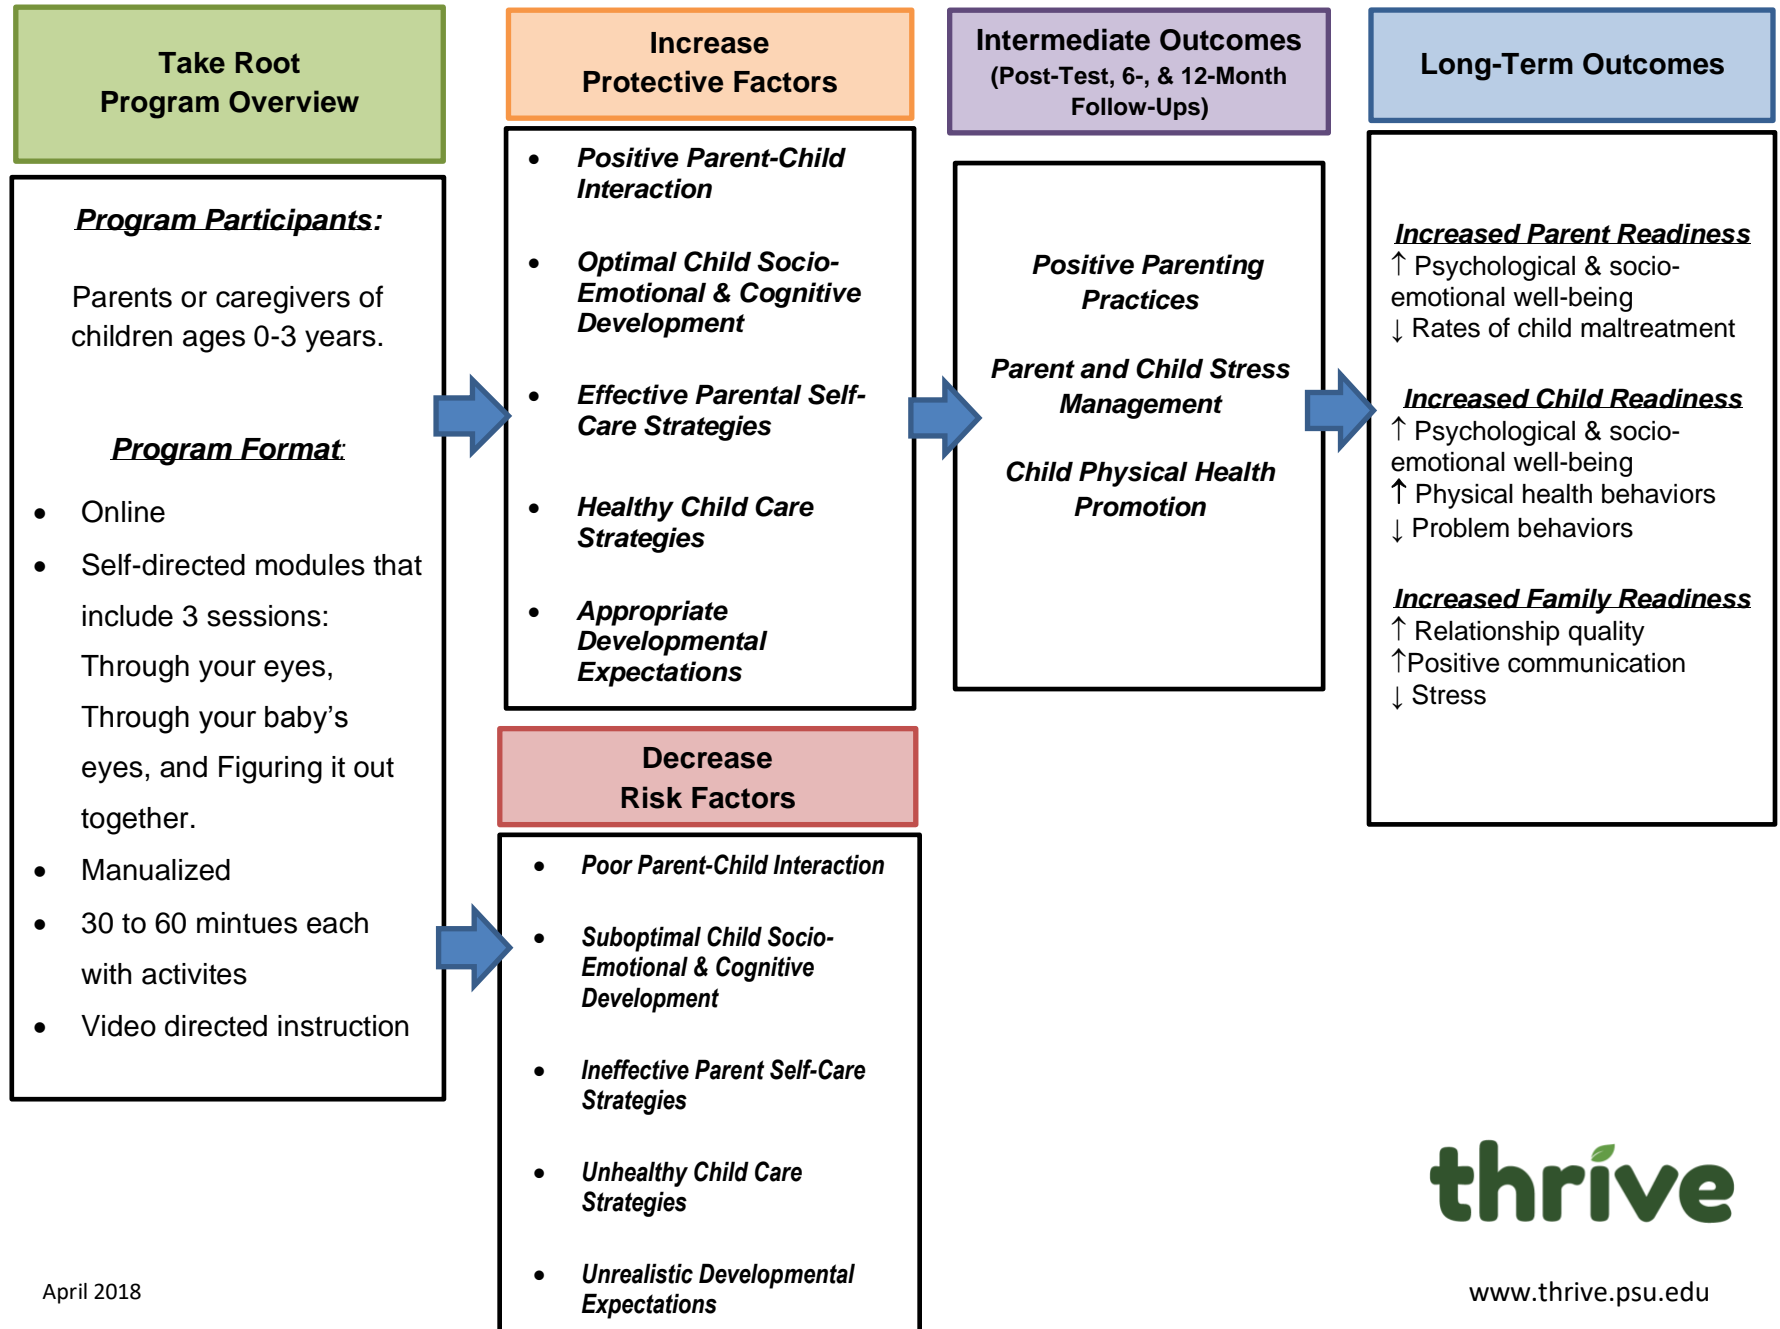 Take Root
Program Overview
Program Participants:
Parents or caregivers of
children ages 0-3 years.
Program Format:
• Online
• Self-directed modules that
include 3 sessions:
Through your eyes,
Through your baby’s
eyes, and Figuring it out
together.
• Manualized
• 30 to 60 mintues each
with activites
• Video directed instruction
Increase
Protective Factors
• Positive Parent-Child
Interaction
• Optimal Child Socio-
Emotional & Cognitive
Development
• Effective Parental Self-
Care Strategies
• Healthy Child Care
Strategies
• Appropriate
Developmental
Expectations
Decrease
Risk Factors
• Poor Parent-Child Interaction
• Suboptimal Child Socio-
Emotional & Cognitive
Development
• Ineffective Parent Self-Care
Strategies
• Unhealthy Child Care
Strategies
• Unrealistic Developmental
Expectations
Intermediate Outcomes
(Post-Test, 6-, & 12-Month
Follow-Ups)
Positive Parenting
Practices
Parent and Child Stress
Management
Child Physical Health
Promotion
Long-Term Outcomes
Increased Parent Readiness
↑ Psychological & socio-
emotional well-being
↓ Rates of child maltreatment
Increased Child Readiness
↑ Psychological & socio-
emotional well-being
↑ Physical health behaviors
↓ Problem behaviors
Increased Family Readiness
↑ Relationship quality
↑Positive communication
↓ Stress
thrive
April 2018
www.thrive.psu.edu